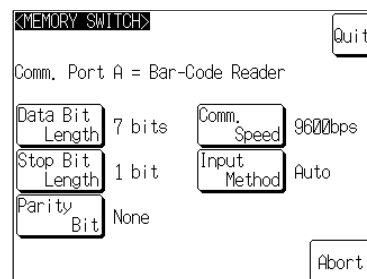 <MEMORY SWITCH>
Quit
Comm. Port A = Bar-Code Reader
Data Bit
Length
7 bits
Comm.
Speed
9600bps
Stop Bit
Length
1 bit
Input
Method
Auto
Parity
Bit
None
Abort